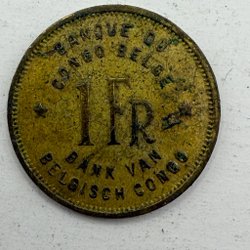 BANQUE DU
CONGO BELGE
1 FR
BANK VAN
BELGISCH CONGO